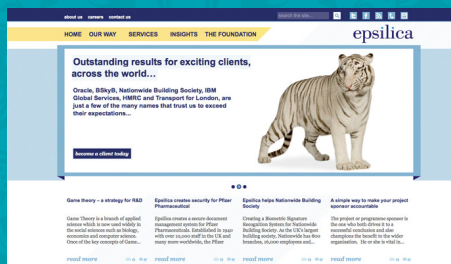 about us careers contact us
search the site...
HOME OUR WAY SERVICES INSIGHTS THE FOUNDATION
epsilica
Outstanding results for exciting clients,
across the world...
Oracle, BSkyB, Nationwide Building Society, IBM
Global Services, HMRC and Transport for London, are
just a few of the many names that trust us to exceed
their expectations...
become a client today
Game theory – a strategy for R&D
Game Theory is a branch of applied
science which is now used widely in
the social sciences such as biology,
economics and computer science.
Once of the key concepts of Game...
read more
Epsilica creates security for Pfizer
Pharmaceutical
Epsilica creates a secure document
management system for Pfizer
Pharmaceuticals. Established in 1940
with over 10,000 staff in the UK and
many more worldwide, the Pfizer
read more
Epsilica helps Nationwide Building
Society
Creating a Biometric Signature
Recognition System for Nationwide
Building Society. As the UK's largest
building society, Nationwide has 800
branches, 16,000 employees and...
read more
A simple way to make your project
sponsor accountable
The project or programme sponsor is
the one who both drives it to a
successful conclusion and also
champions the benefit to the wider
organisation. He or she is vital in...
read more